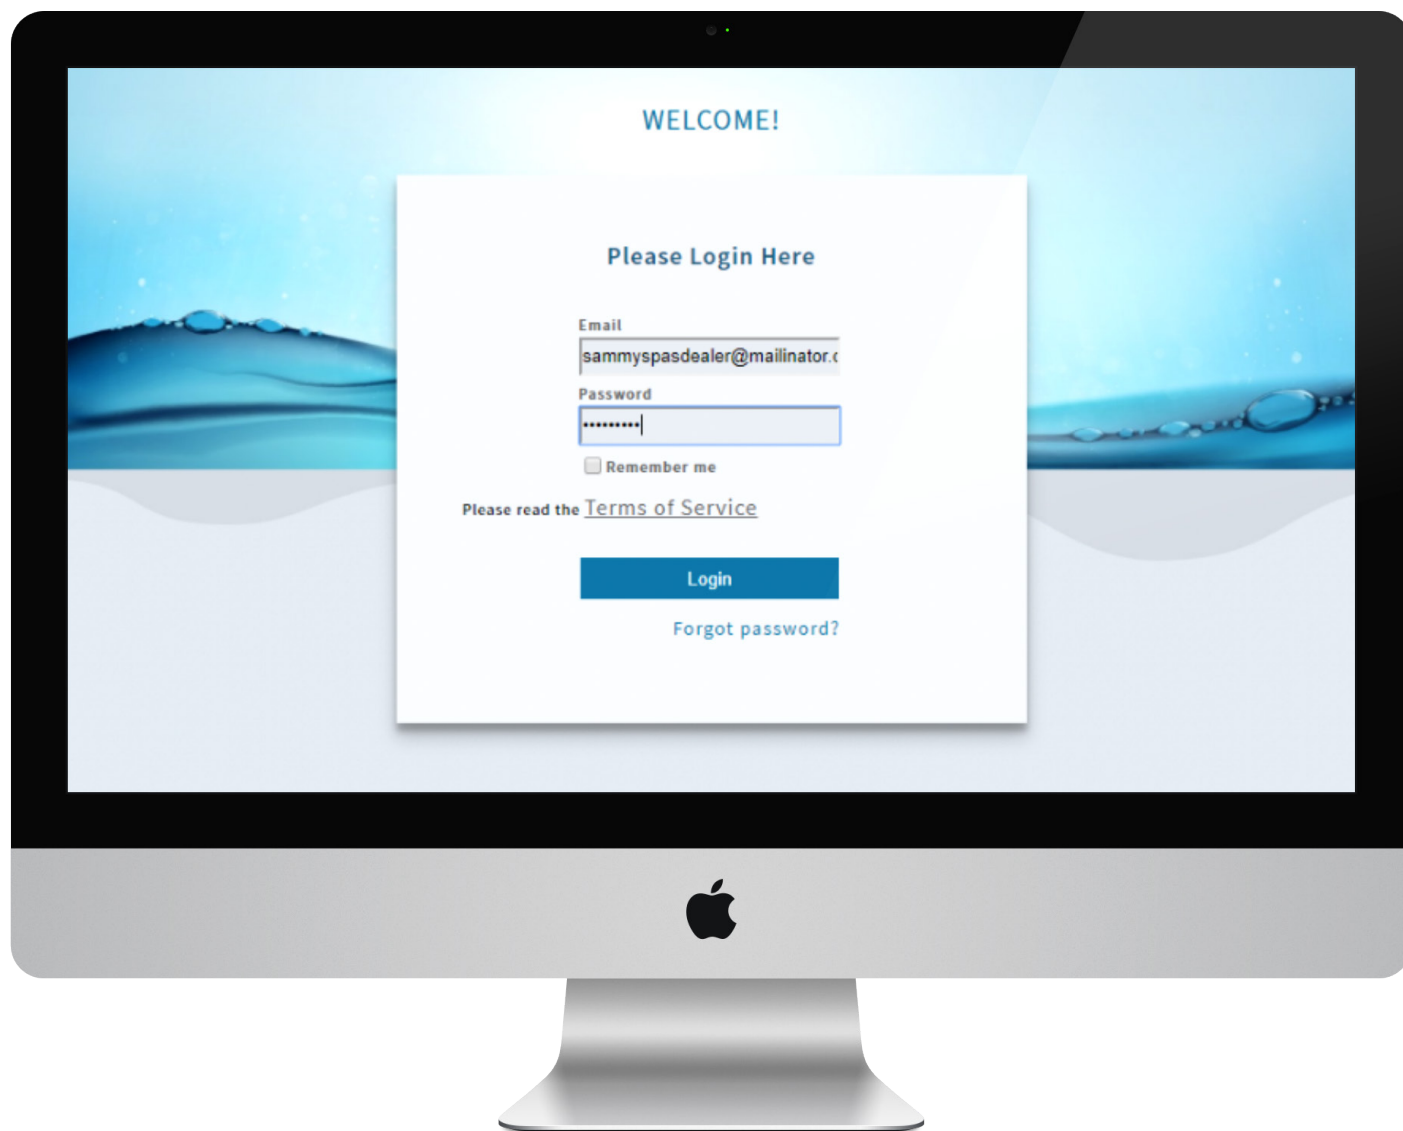 WELCOME!
Please Login Here
Email
sammyspasdealer@mailinator.c
Password
•••••••••
Remember me
Please read the Terms of Service
Login
Forgot password?